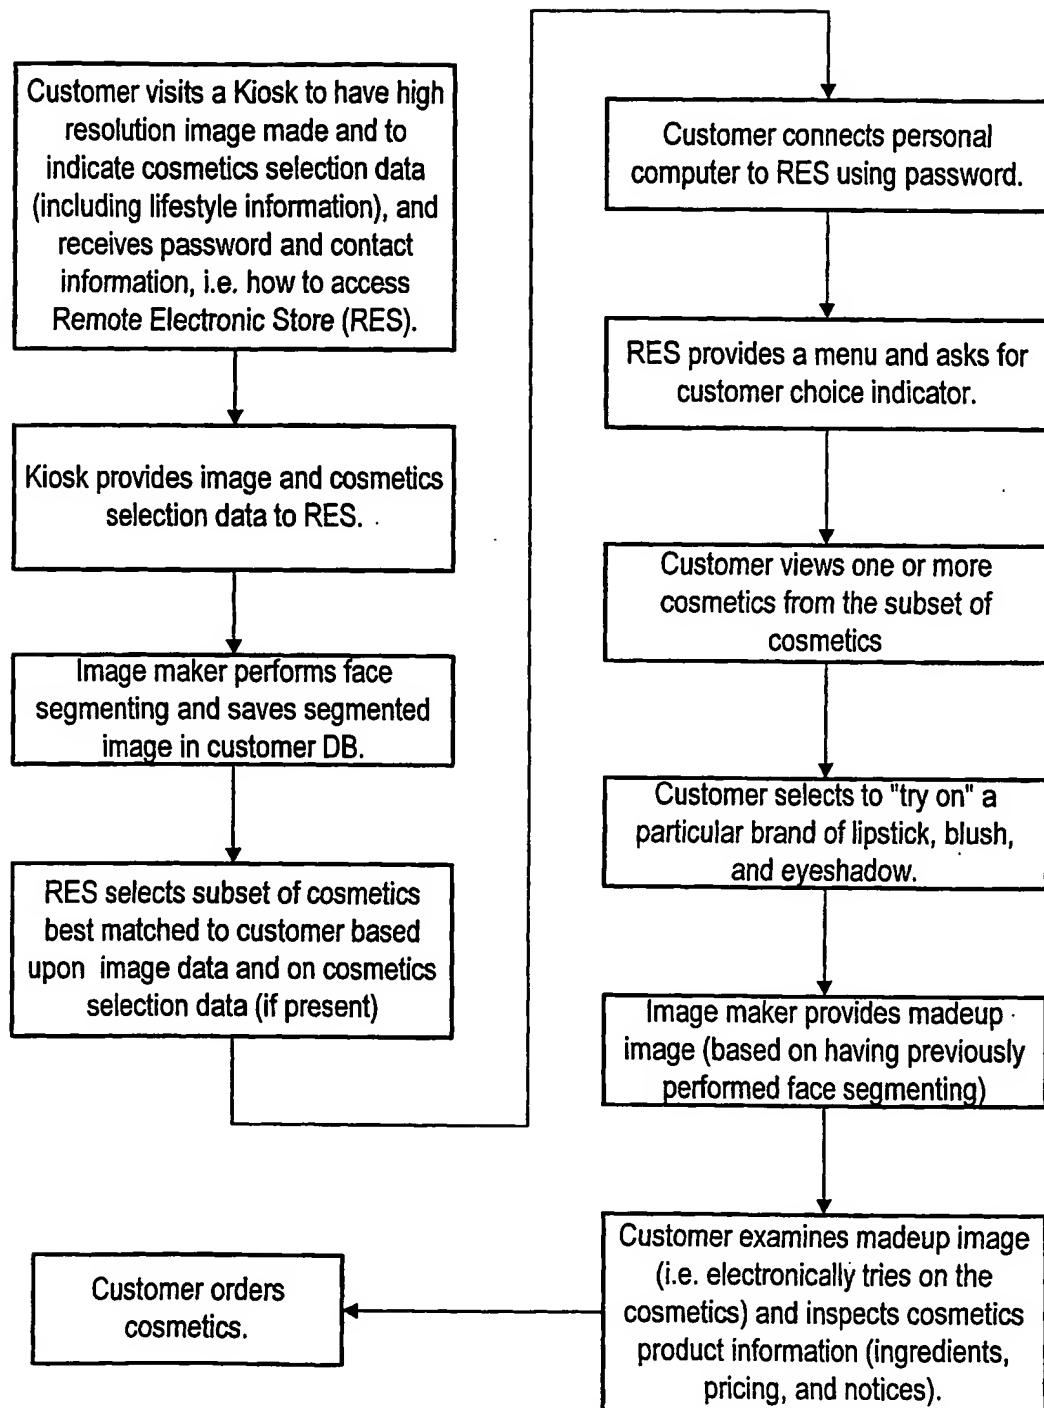 Customer visits a Kiosk to have high
resolution image made and to
indicate cosmetics selection data
(including lifestyle information), and
receives password and contact
information, i.e. how to access
Remote Electronic Store (RES).
Kiosk provides image and cosmetics
selection data to RES.
Image maker performs face
segmenting and saves segmented
image in customer DB.
RES selects subset of cosmetics
best matched to customer based
upon image data and on cosmetics
selection data (if present)
Customer connects personal
computer to RES using password.
RES provides a menu and asks for
customer choice indicator.
Customer views one or more
cosmetics from the subset of
cosmetics
Customer selects to "try on" a
particular brand of lipstick, blush,
and eyeshadow.
Image maker provides madeup
image (based on having previously
performed face segmenting)
Customer examines madeup image
(i.e. electronically tries on the
cosmetics) and inspects cosmetics
product information (ingredients,
pricing, and notices).
Customer orders
cosmetics.